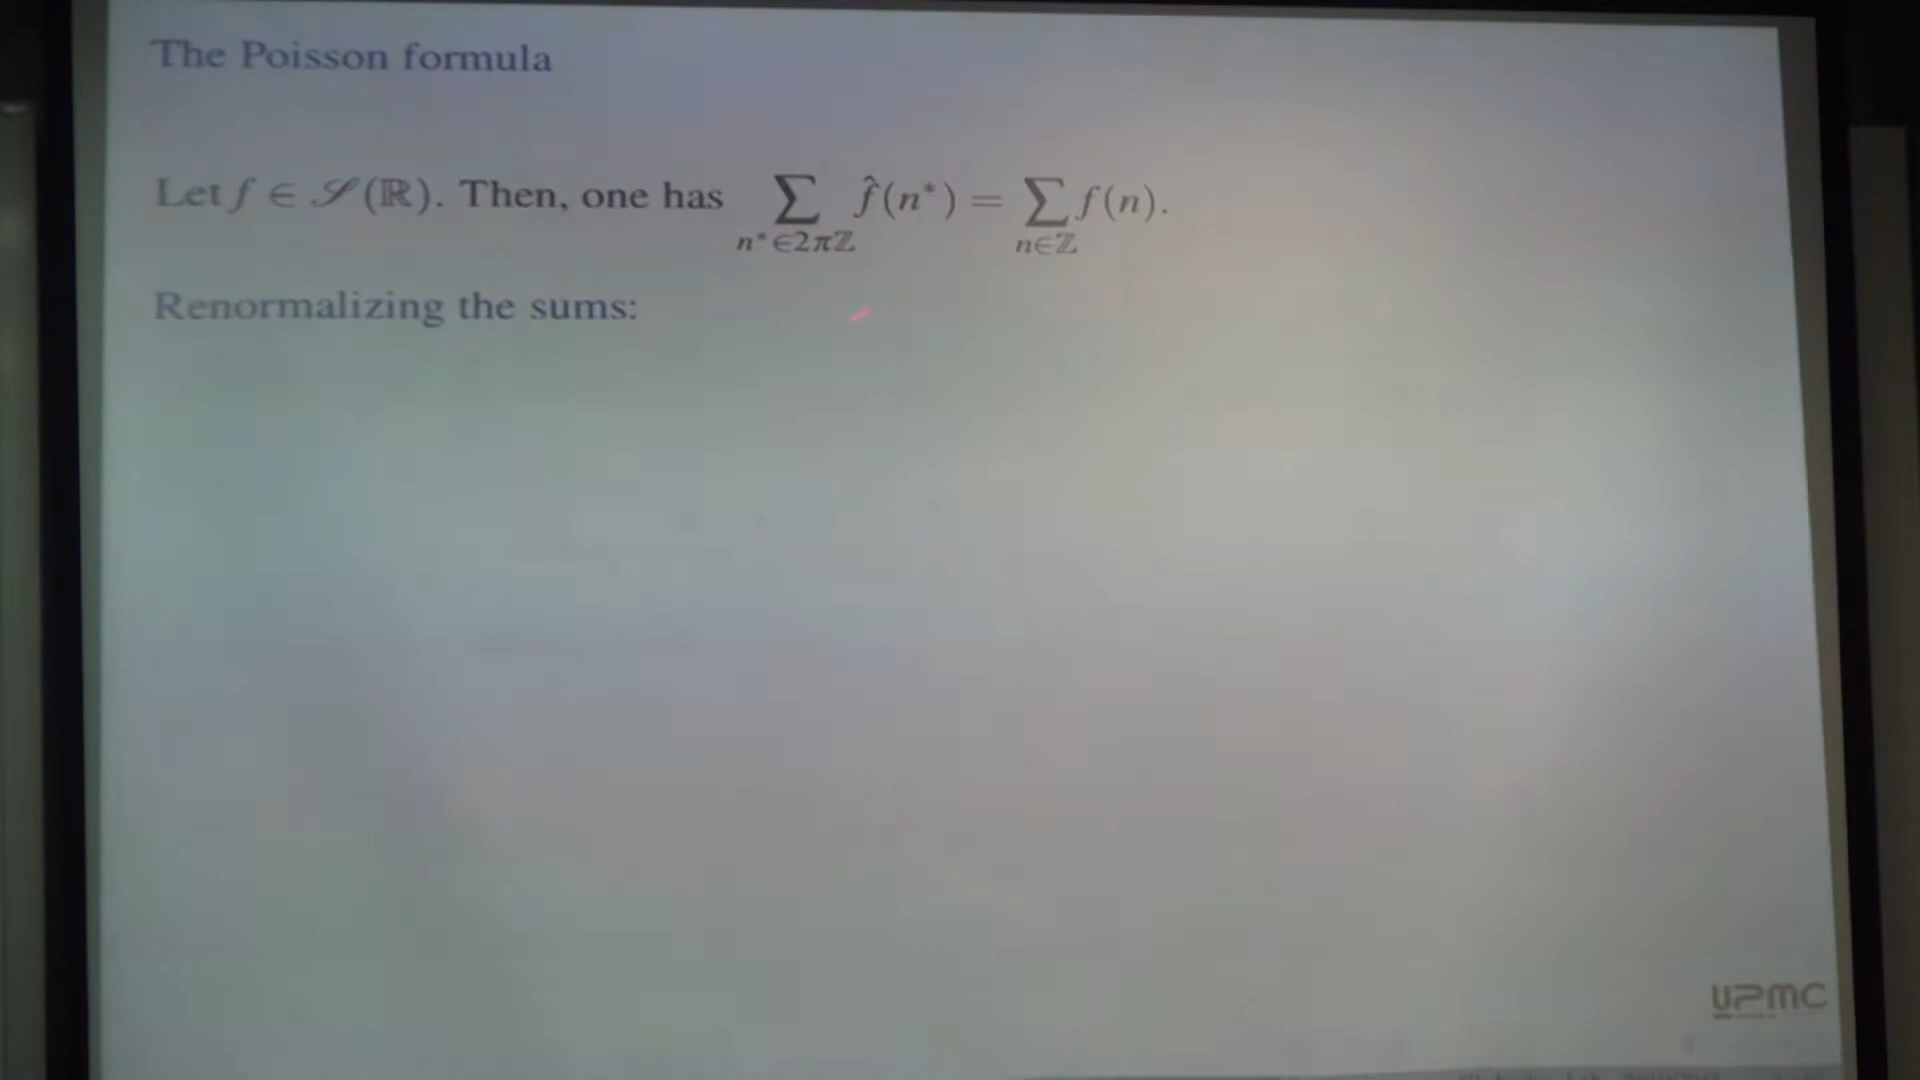 The Poisson formula
Let f ∈ 𝒮(ℝ). Then, one has ∑_{n*∈2πℤ} f̂(n*) = ∑_{n∈ℤ} f(n).
Renormalizing the sums:
UPMC